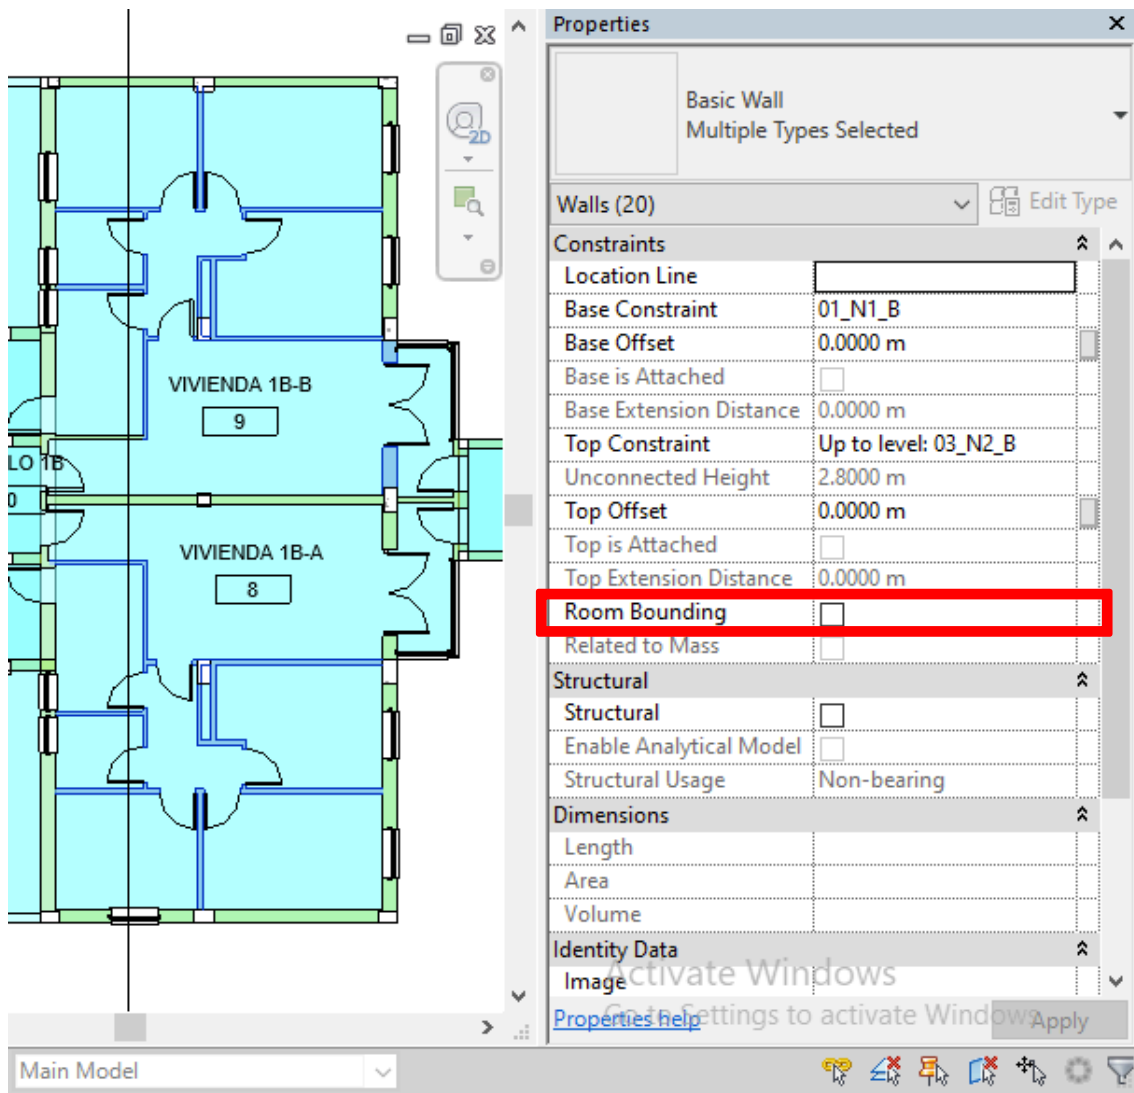 Properties
2D
Basic Wall
Multiple Types Selected
Walls (20)
Edit Type
Constraints
Location Line
Base Constraint 01_N1_B
Base Offset 0.0000 m
Base is Attached
Base Extension Distance 0.0000 m
Top Constraint Up to level: 03_N2_B
Unconnected Height 2.8000 m
Top Offset 0.0000 m
Top is Attached
Top Extension Distance 0.0000 m
Room Bounding
Related to Mass
Structural
Structural
Enable Analytical Model
Structural Usage Non-bearing
Dimensions
Length
Area
Volume
Identity Data
Image
Activate Windows
Go to Settings to activate Windows.
Properties help
Apply
VIVIENDA 1B-B
9
LO 1B
0
VIVIENDA 1B-A
8
Main Model